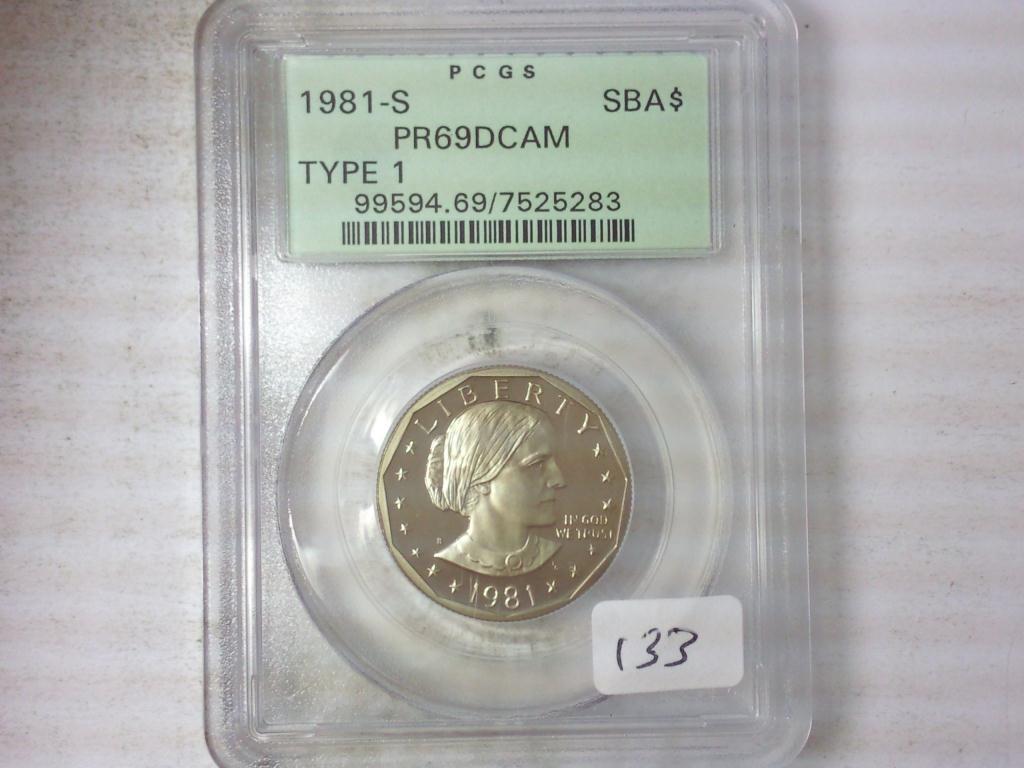 PCGS
1981-S SBA$
PR69DCAM
TYPE 1
99594.69/7525283
LIBERTY
IN GOD
WE TRUST
1981
133